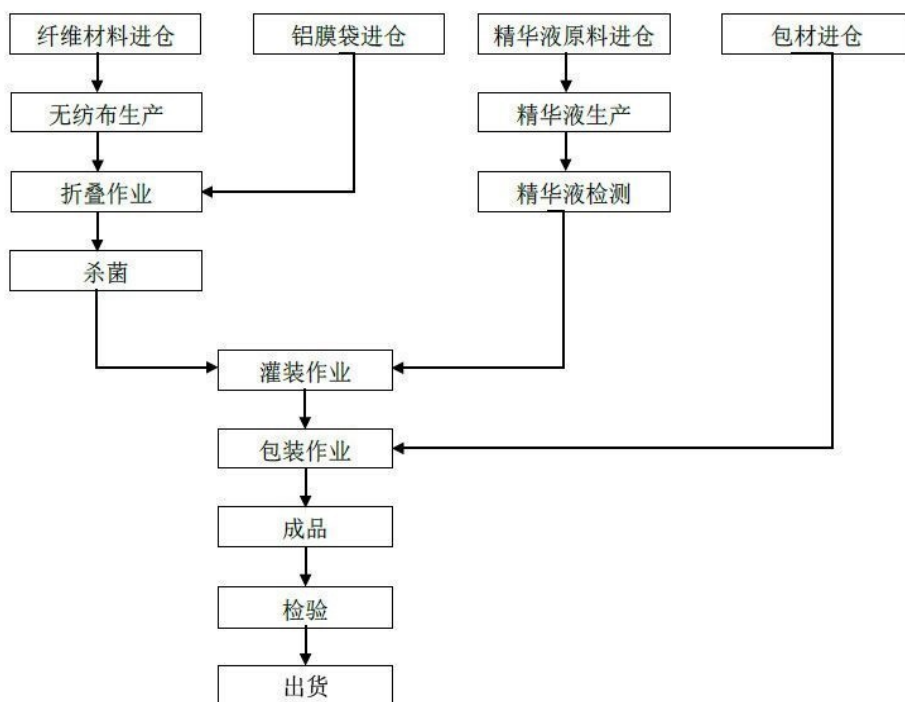 纤维材料进仓
铝膜袋进仓
精华液原料进仓
包材进仓
无纺布生产
精华液生产
折叠作业
精华液检测
杀菌
灌装作业
包装作业
成品
检验
出货